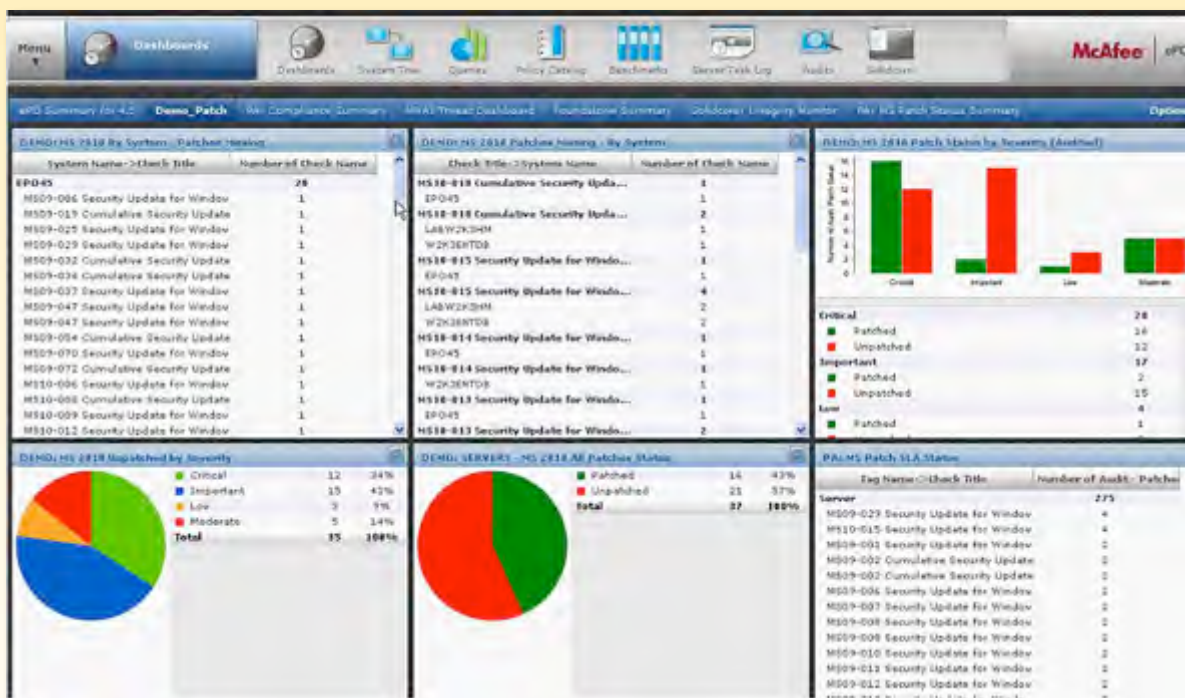 Menu
Dashboards
Dashboards
System Tree
Queries
Policy Catalog
Benchmarks
Server Task Log
Audits
Solidcore
McAfee
ePO
ePO Summary for 4.5
Demo_Patch
PA: Compliance Summary
Threat Dashboard
Foundstone Summary
Solidcore: Integrity Monitor
PA: MS Patch Status Summary
Options
DEMO: MS 2010 By System - Patches Missing
System Name->Check Title Number of Check Name
EPO45 28
MS09-006 Security Update for Window 1
MS09-019 Cumulative Security Update 1
MS09-025 Security Update for Window 1
MS09-029 Security Update for Window 1
MS09-032 Cumulative Security Update 1
MS09-034 Cumulative Security Update 1
MS09-037 Security Update for Window 1
MS09-047 Security Update for Window 1
MS09-047 Security Update for Window 1
MS09-054 Cumulative Security Update 1
MS09-070 Security Update for Window 1
MS09-072 Cumulative Security Update 1
MS10-006 Security Update for Window 1
MS10-008 Cumulative Security Update 1
MS10-009 Security Update for Window 1
MS10-012 Security Update for Window 1
DEMO: MS 2010 Patches Missing - By System
Check Title->System Name Number of Check Name
MS10-018 Cumulative Security Upda... 1
EPO45 1
MS10-018 Cumulative Security Upda... 2
LABW2K3HM 1
W2K3ENTDB 1
MS10-015 Security Update for Windo... 1
EPO45 1
MS10-015 Security Update for Windo... 4
LABW2K3HM 2
W2K3ENTDB 2
MS10-014 Security Update for Windo... 1
EPO45 1
MS10-014 Security Update for Windo... 1
W2K3ENTDB 1
MS10-013 Security Update for Windo... 1
EPO45 1
MS10-013 Security Update for Windo... 2
DEMO: MS 2010 Patch Status by Severity (Audited)
Number of Audit Patch Status
16
14
12
4
2
0
Critical
Important
Low
Moderate
Critical 28
Patched 16
Unpatched 12
Important 17
Patched 2
Unpatched 15
Low 4
Patched 1
DEMO: MS 2010 Unpatched by Severity
Critical 12 34%
Important 15 43%
Low 3 9%
Moderate 5 14%
Total 35 100%
DEMO: SERVERS - MS 2010 All Patches Status
Patched 16 43%
Unpatched 21 57%
Total 37 100%
PA: MS Patch SLA Status
Tag Name->Check Title Number of Audit - Patches
Server 275
MS09-029 Security Update for Window 4
MS10-015 Security Update for Window 4
MS09-001 Security Update for Window 2
MS09-002 Cumulative Security Update 2
MS09-002 Cumulative Security Update 2
MS09-006 Security Update for Window 2
MS09-007 Security Update for Window 2
MS09-008 Security Update for Window 2
MS09-008 Security Update for Window 2
MS09-010 Security Update for Window 2
MS09-011 Security Update for Window 2
MS09-012 Security Update for Window 2